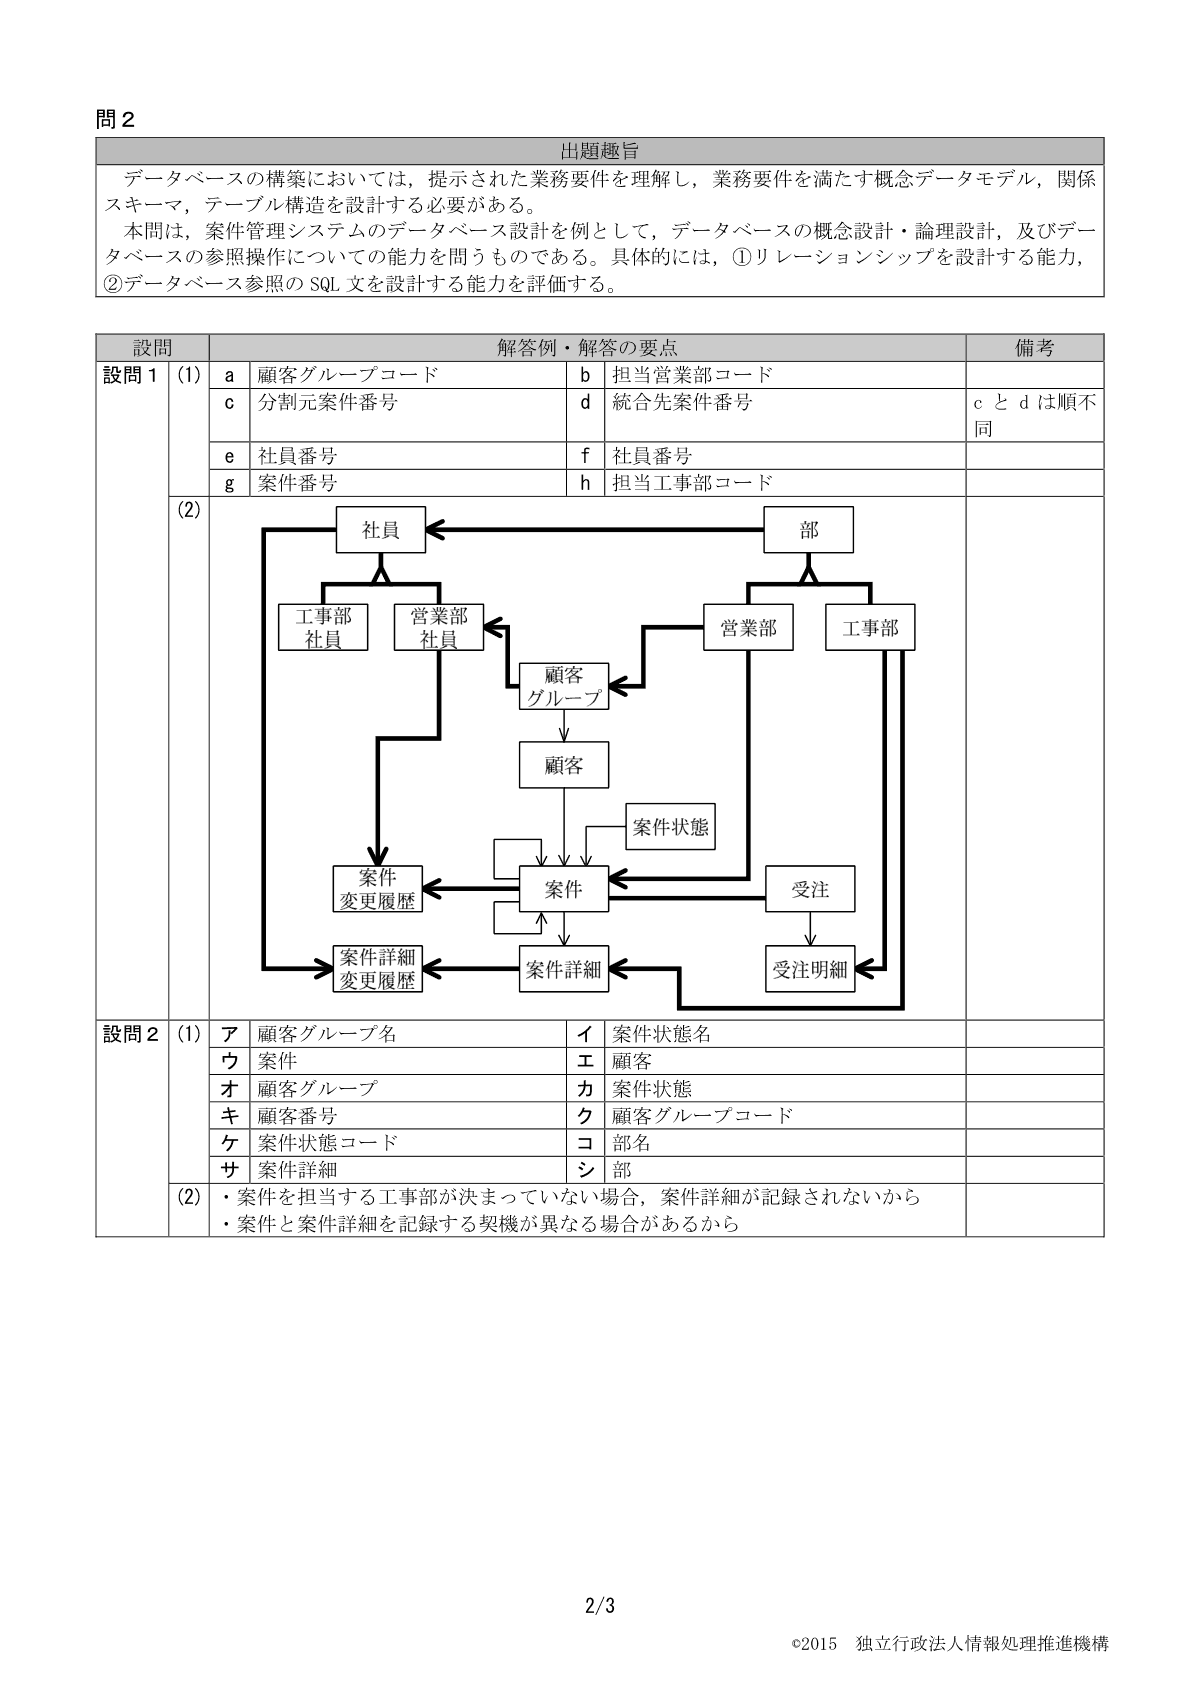 問２
出題趣旨
データベースの構築においては，提示された業務要件を理解し，業務要件を満たす概念データモデル，関係
スキーマ，テーブル構造を設計する必要がある。
本問は，案件管理システムのデータベース設計を例として，データベースの概念設計・論理設計，及びデー
タベースの参照操作についての能力を問うものである。具体的には，①リレーションシップを設計する能力，
②データベース参照の SQL 文を設計する能力を評価する。
設問 解答例・解答の要点 備考
設問１ (1) a 顧客グループコード b 担当営業部コード
c 分割元案件番号 d 統合先案件番号 c と d は順不
同
e 社員番号 f 社員番号
g 案件番号 h 担当工事部コード
(2)
社員 部
工事部
社員
営業部
社員
営業部 工事部
顧客
グループ
顧客
案件状態
案件
変更履歴
案件 受注
案件詳細
変更履歴
案件詳細 受注明細
設問２ (1) ア 顧客グループ名 イ 案件状態名
ウ 案件 エ 顧客
オ 顧客グループ カ 案件状態
キ 顧客番号 ク 顧客グループコード
ケ 案件状態コード コ 部名
サ 案件詳細 シ 部
(2) ・案件を担当する工事部が決まっていない場合，案件詳細が記録されないから
・案件と案件詳細を記録する契機が異なる場合があるから
2/3
©2015 独立行政法人情報処理推進機構